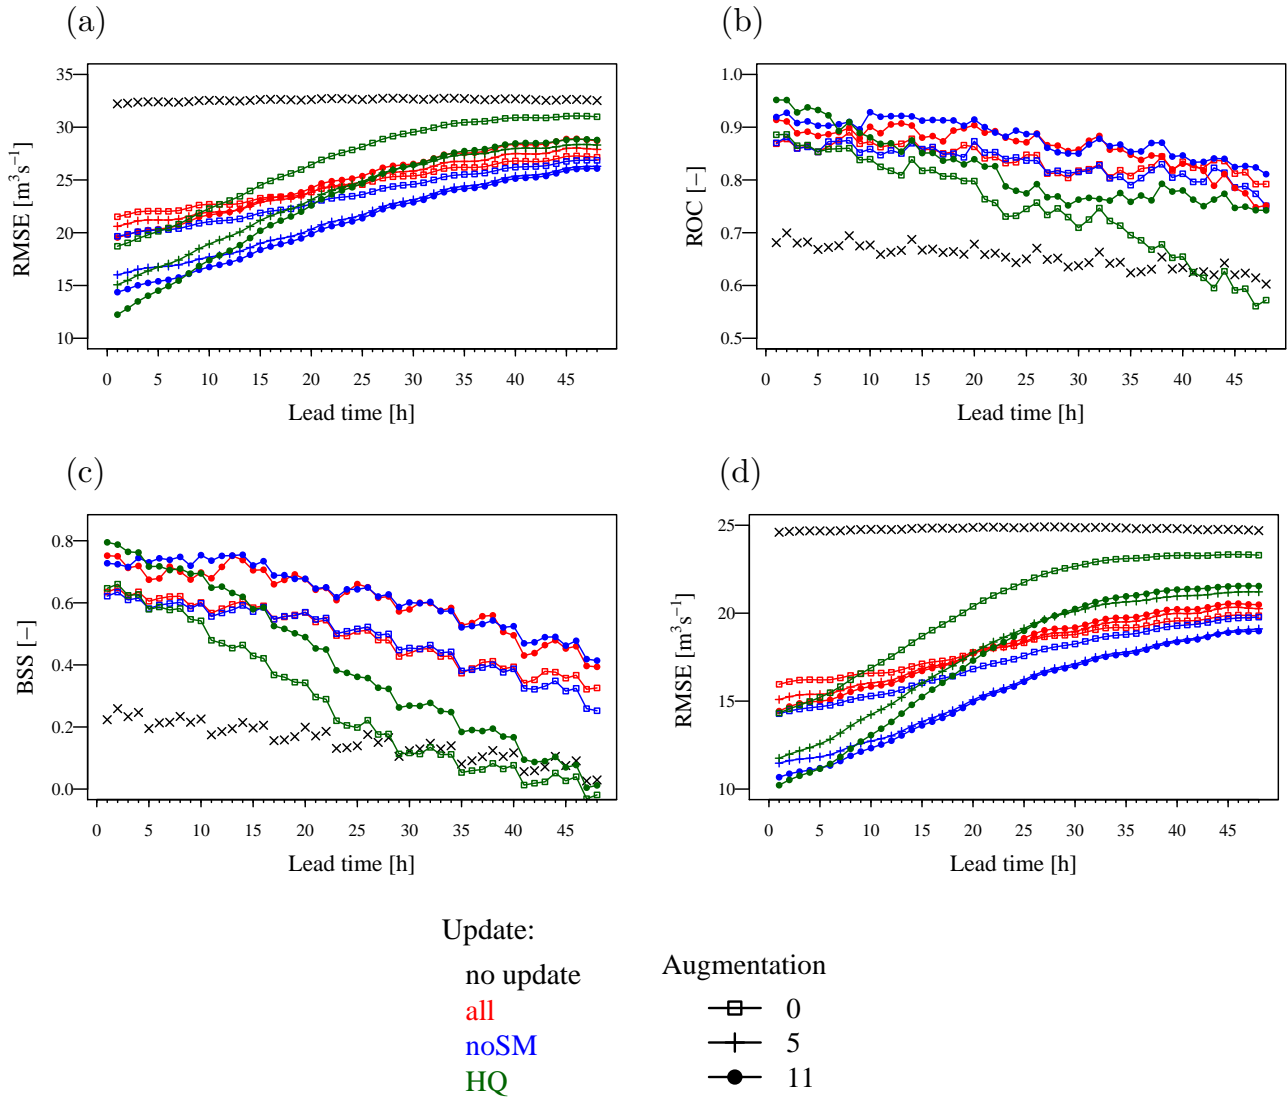 (a)
35
30
25
20
15
10
RMSE [m³s⁻¹]
0 5 10 15 20 25 30 35 40 45
Lead time [h]
(b)
1.0
0.9
0.8
0.7
0.6
0.5
ROC [−]
0 5 10 15 20 25 30 35 40 45
Lead time [h]
(c)
0.8
0.6
0.4
0.2
0.0
BSS [−]
0 5 10 15 20 25 30 35 40 45
Lead time [h]
(d)
25
20
15
10
RMSE [m³s⁻¹]
0 5 10 15 20 25 30 35 40 45
Lead time [h]
Update:
no update
all
noSM
HQ
Augmentation
0
5
11